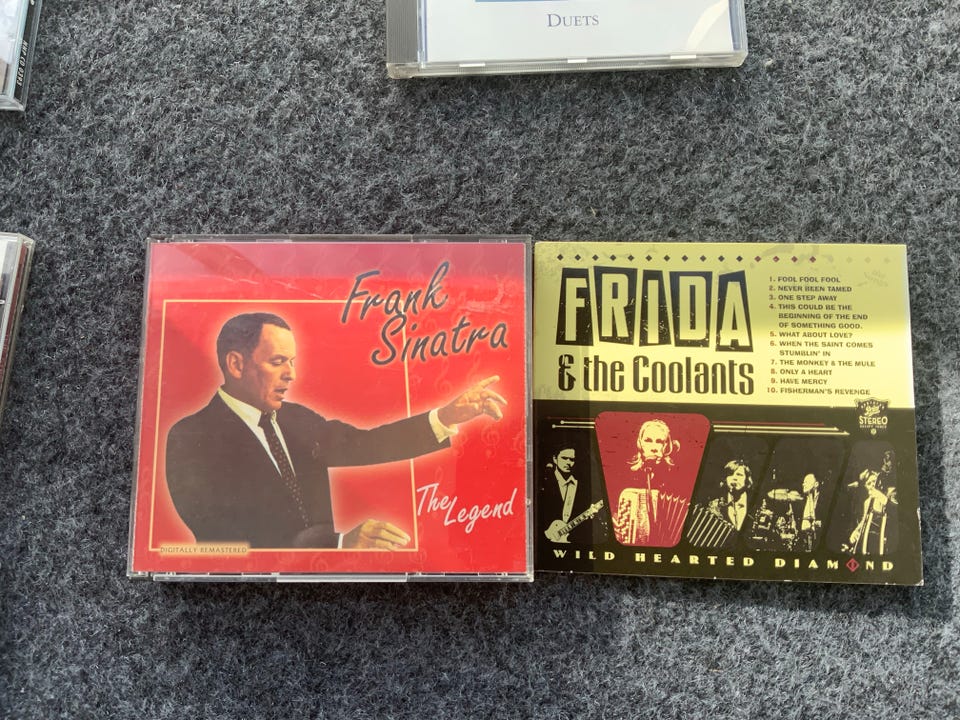 DUETS
Frank
Sinatra
The Legend
DIGITALLY REMASTERED
FRIDA
& the Coolants
1. FOOL FOOL FOOL
2. NEVER BEEN TAMED
3. ONE STEP AWAY
4. THIS COULD BE THE
BEGINNING OF THE END
OF SOMETHING GOOD.
5. WHAT ABOUT LOVE?
6. WHEN THE SAINT COMES
STUMBLIN' IN
7. THE MONKEY & THE MULE
8. ONLY A HEART
9. HAVE MERCY
10. FISHERMAN'S REVENGE
STEREO
WILD HEARTED DIAMOND